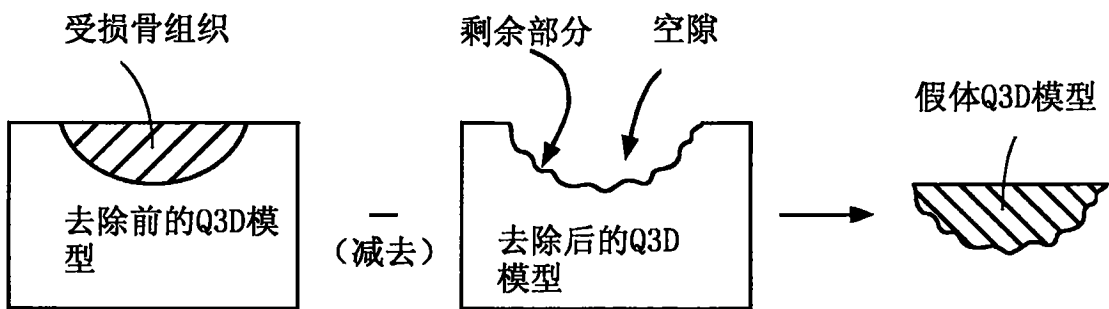 受损骨组织
剩余部分
空隙
假体Q3D模型
去除前的Q3D模
型
—
（减去）
去除后的Q3D
模型